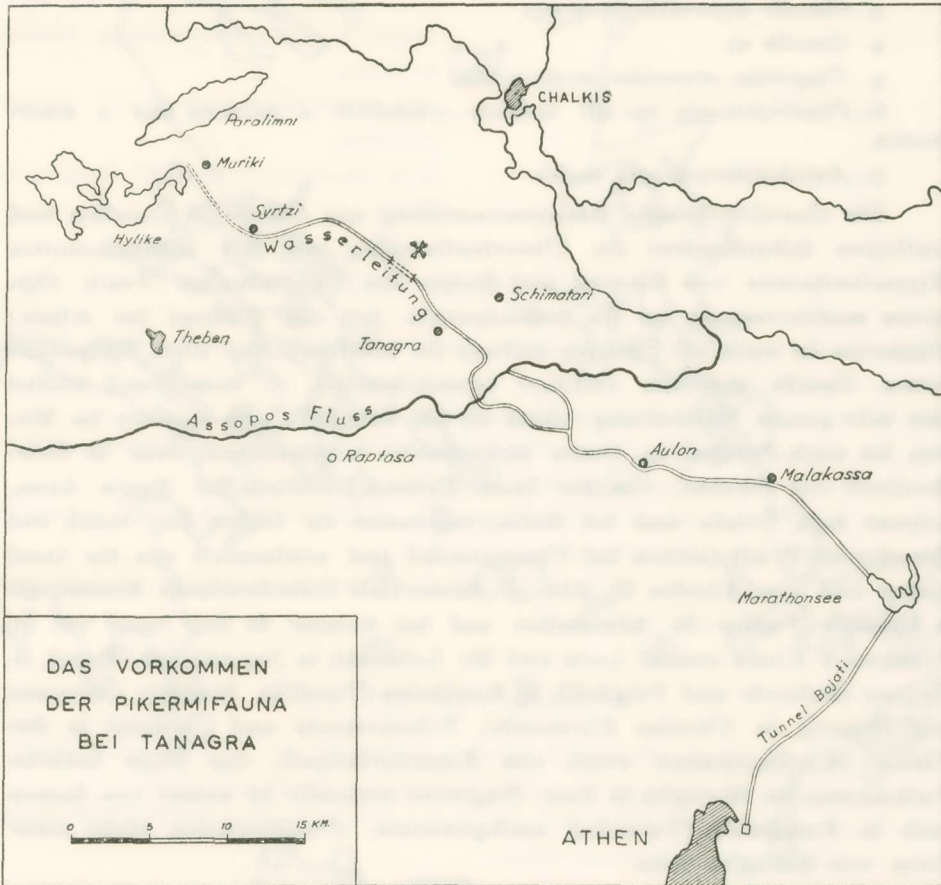 CHALKIS
Paralimni
Muriki
Syrtzi
Hylike
Wasserleitung
Schimatari
Theben
Tanagra
Assopos Fluss
Raptosa
Aulon
Malakassa
Marathonsee
Tunnel Bojati
ATHEN
DAS VORKOMMEN
DER PIKERMIFAUNA
BEI TANAGRA
0 5 10 15 KM.